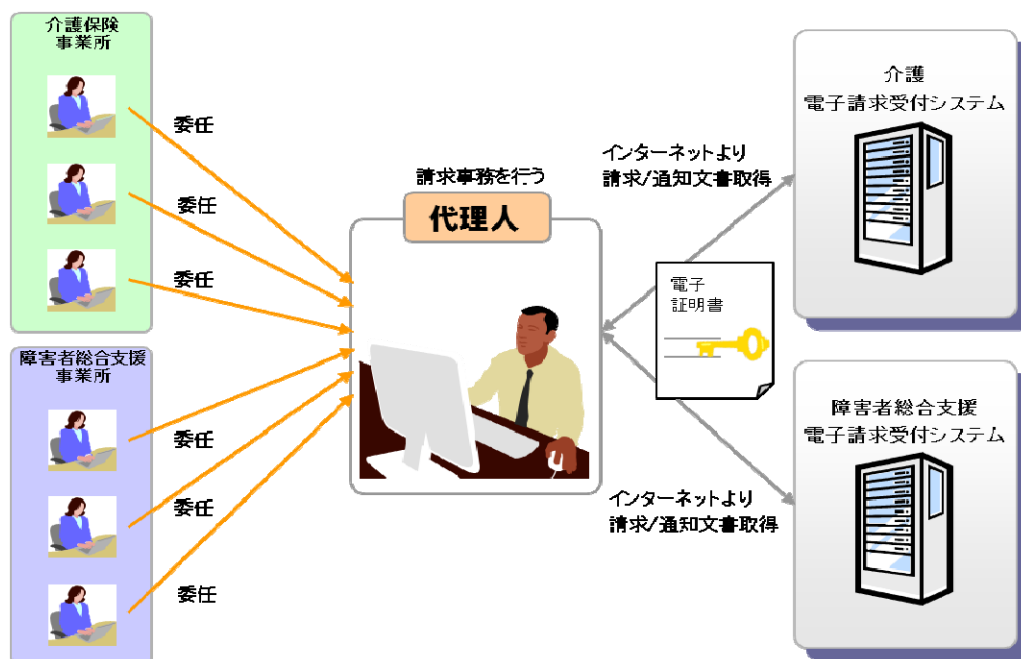 介護保険
事業所
委任
委任
委任
障害者総合支援
事業所
委任
委任
委任
請求事務を行う
代理人
インターネットより
請求/通知文書取得
電子
証明書
インターネットより
請求/通知文書取得
介護
電子請求受付システム
障害者総合支援
電子請求受付システム